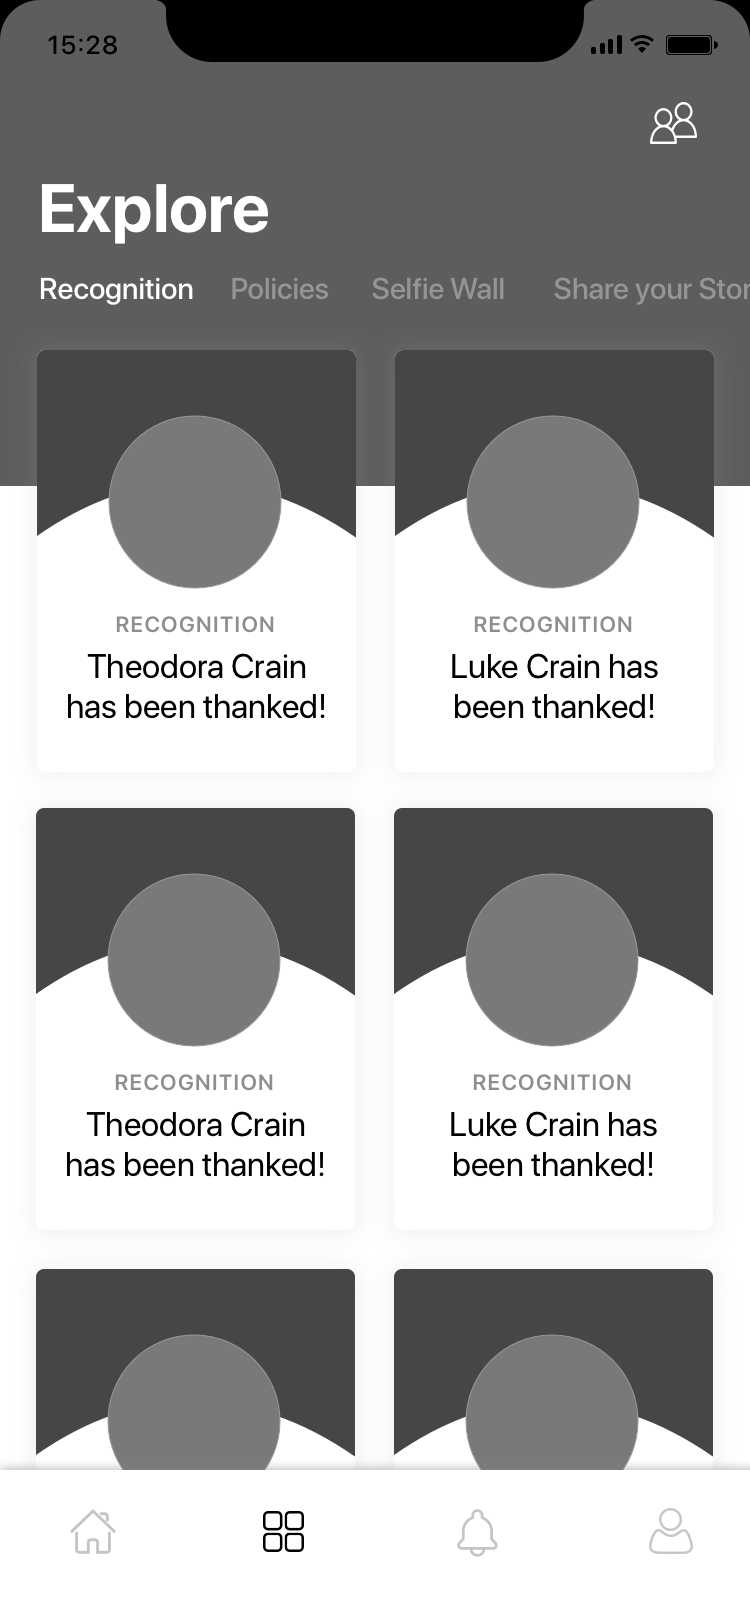 15:28
Explore
Recognition Policies Selfie Wall Share your Stor
RECOGNITION
Theodora Crain
has been thanked!
RECOGNITION
Luke Crain has
been thanked!
RECOGNITION
Theodora Crain
has been thanked!
RECOGNITION
Luke Crain has
been thanked!